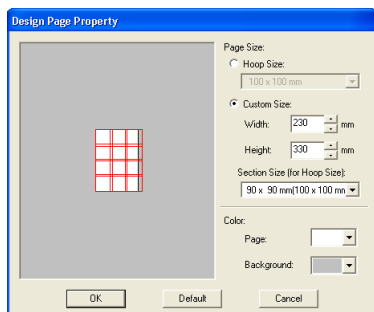 Design Page Property
Page Size:
Hoop Size:
100 x 100 mm
Custom Size:
Width: 230 mm
Height: 330 mm
Section Size (for Hoop Size):
90 x 90 mm(100 x 100 mn
Color:
Page:
Background:
OK Default Cancel